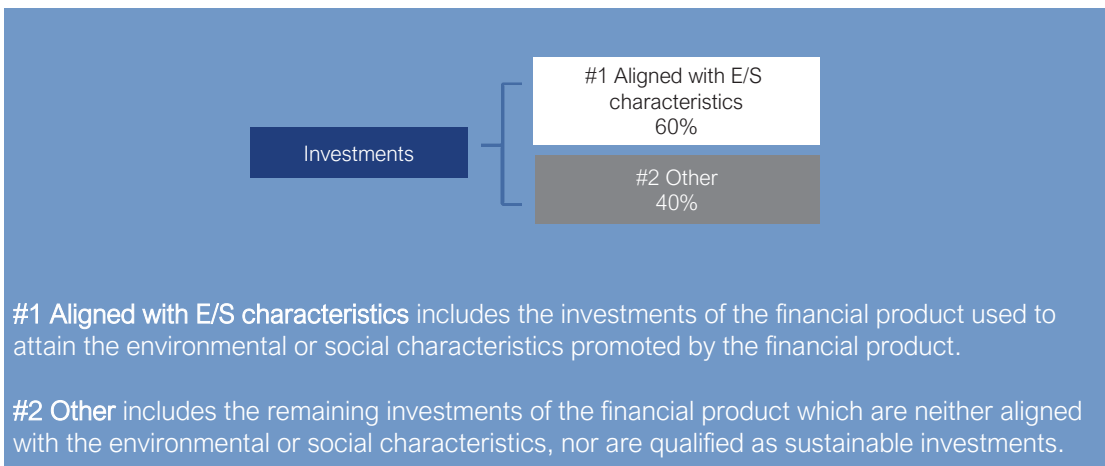 #1 Aligned with E/S
characteristics
60%
Investments
#2 Other
40%
#1 Aligned with E/S characteristics includes the investments of the financial product used to
attain the environmental or social characteristics promoted by the financial product.
#2 Other includes the remaining investments of the financial product which are neither aligned
with the environmental or social characteristics, nor are qualified as sustainable investments.